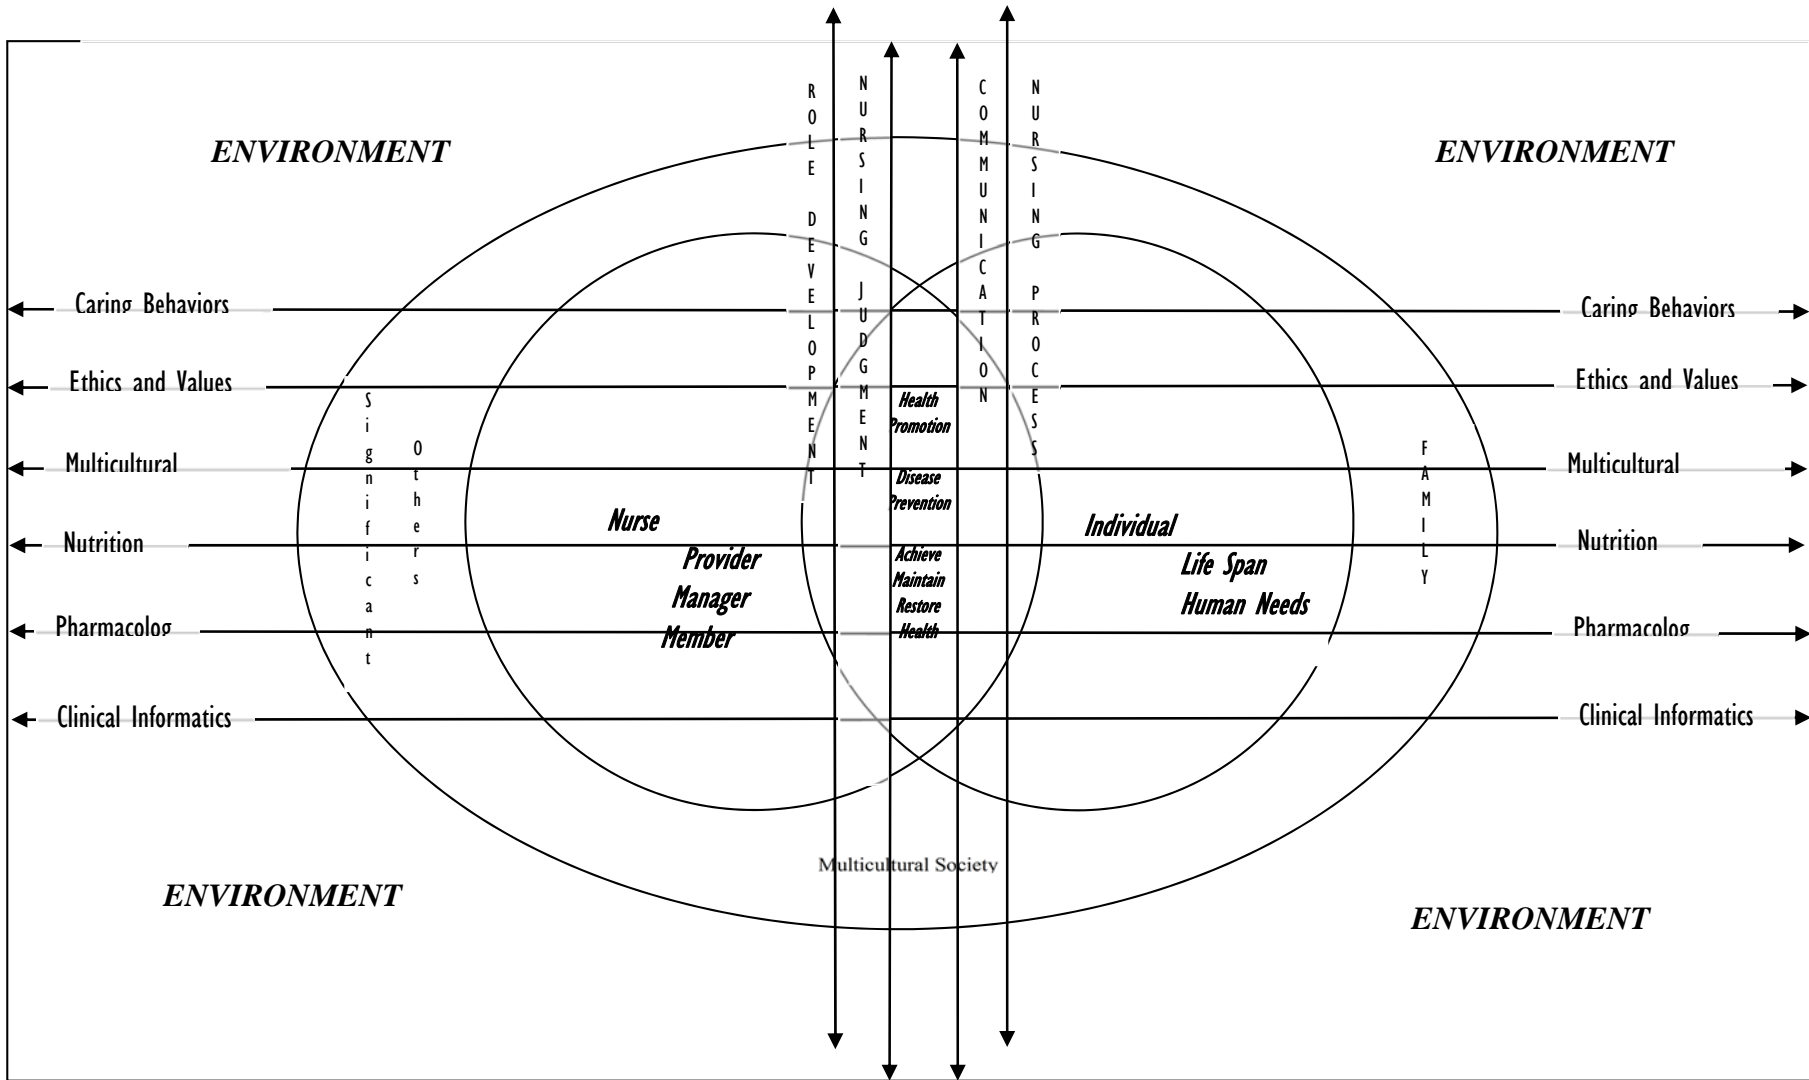 ENVIRONMENT
ENVIRONMENT
ROLE DEVELOPMENT
NURSING JUDGMENT
COMMUNICATION
NURSING PROCESS
Caring Behaviors
Caring Behaviors
Ethics and Values
Ethics and Values
Multicultural
Multicultural
Nutrition
Nutrition
Pharmacolog
Pharmacolog
Clinical Informatics
Clinical Informatics
Significant
Others
Nurse
Provider
Manager
Member
Health
Promotion
Disease
Prevention
Achieve
Maintain
Restore
Health
Individual
Life Span
Human Needs
FAMILY
Multicultural Society
ENVIRONMENT
ENVIRONMENT